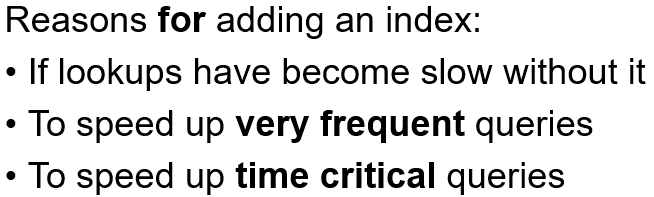 Reasons for adding an index:
• If lookups have become slow without it
• To speed up very frequent queries
• To speed up time critical queries